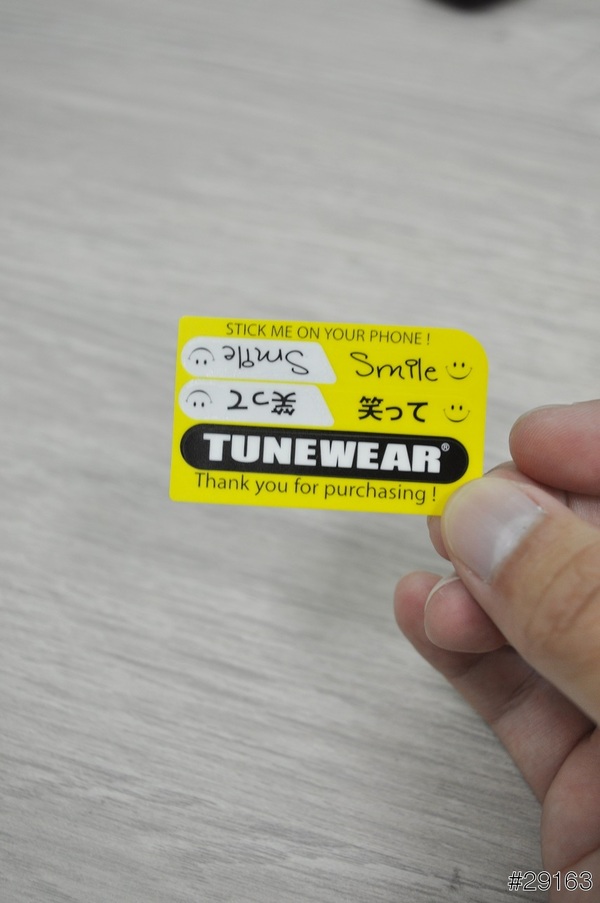 STICK ME ON YOUR PHONE !
Smile Smile
笑って 笑って
TUNEWEAR®
Thank you for purchasing !
#29163